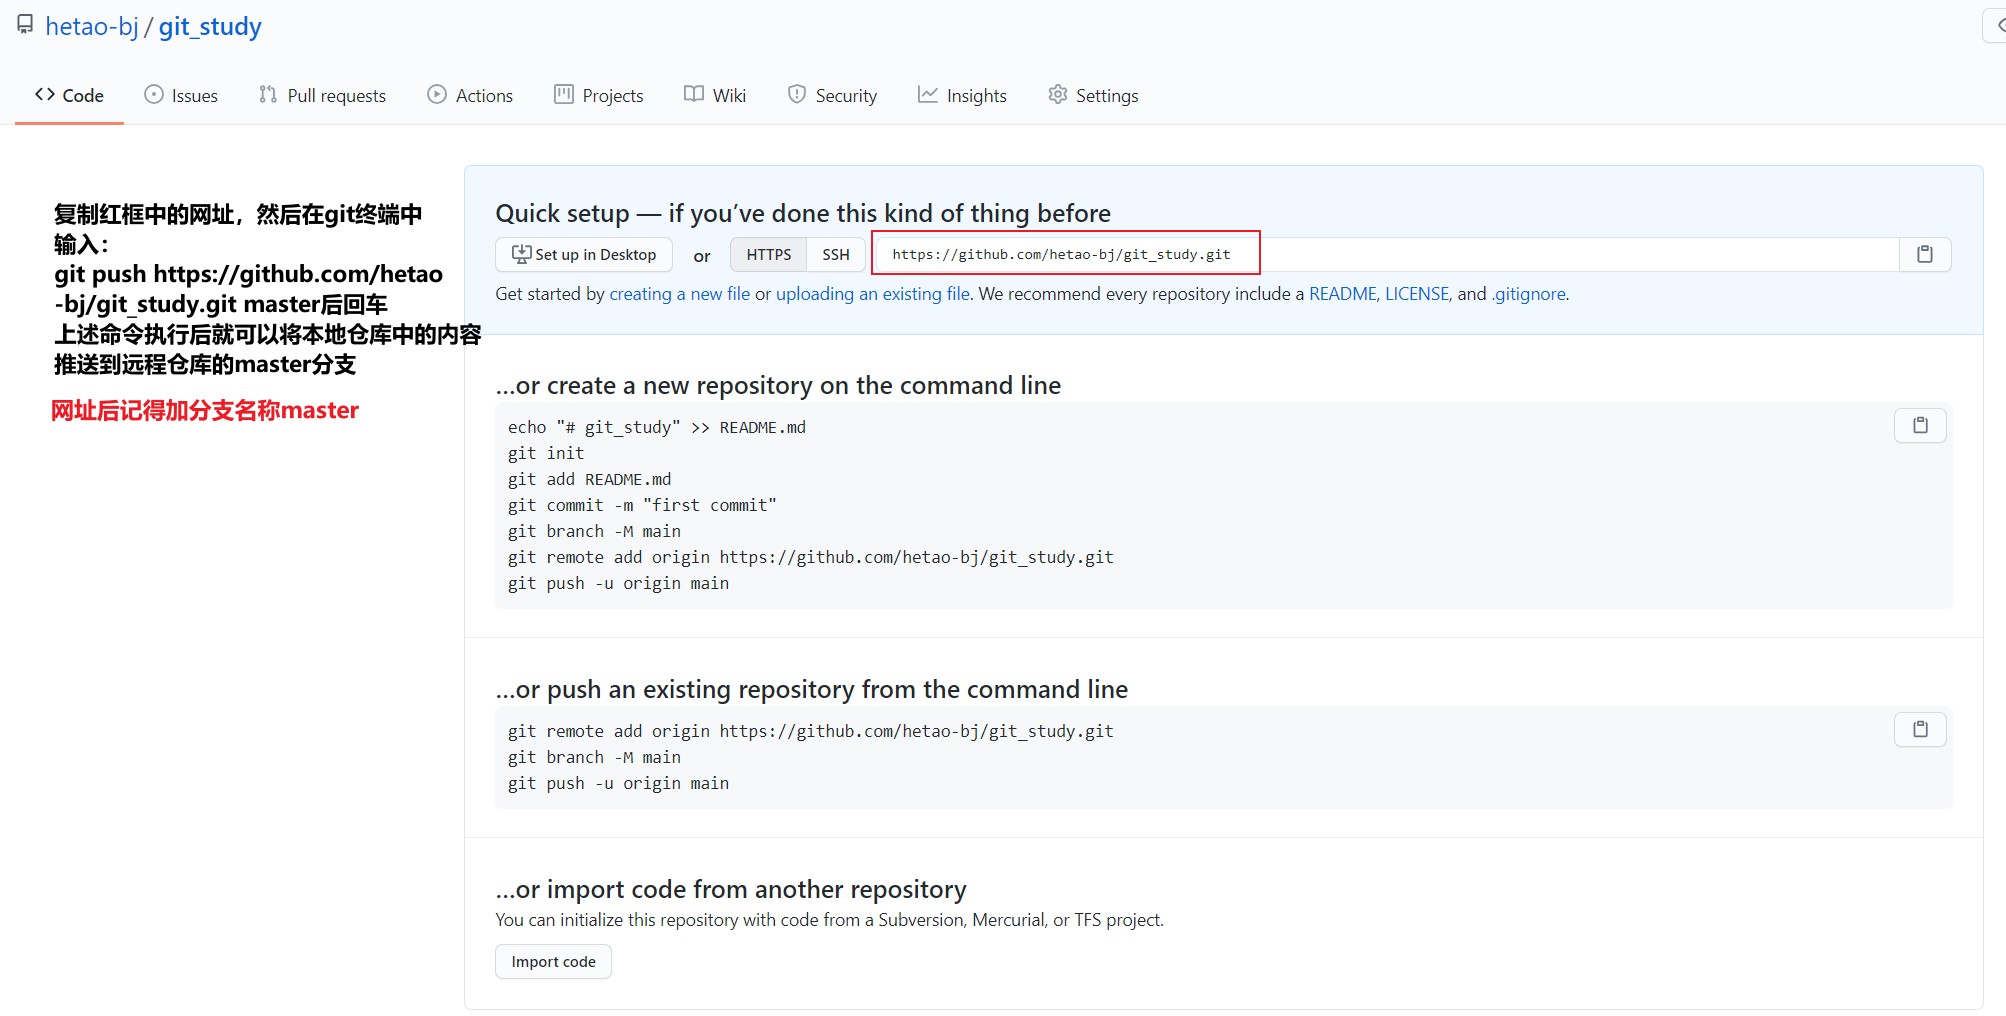 hetao-bj / git_study
Code Issues Pull requests Actions Projects Wiki Security Insights Settings
复制红框中的网址，然后在git终端中
输入：
git push https://github.com/hetao
-bj/git_study.git master后回车
上述命令执行后就可以将本地仓库中的内容
推送到远程仓库的master分支
网址后记得加分支名称master
Quick setup — if you’ve done this kind of thing before
Set up in Desktop or HTTPS SSH https://github.com/hetao-bj/git_study.git
Get started by creating a new file or uploading an existing file. We recommend every repository include a README, LICENSE, and .gitignore.
…or create a new repository on the command line
echo "# git_study" >> README.md
git init
git add README.md
git commit -m "first commit"
git branch -M main
git remote add origin https://github.com/hetao-bj/git_study.git
git push -u origin main
…or push an existing repository from the command line
git remote add origin https://github.com/hetao-bj/git_study.git
git branch -M main
git push -u origin main
…or import code from another repository
You can initialize this repository with code from a Subversion, Mercurial, or TFS project.
Import code